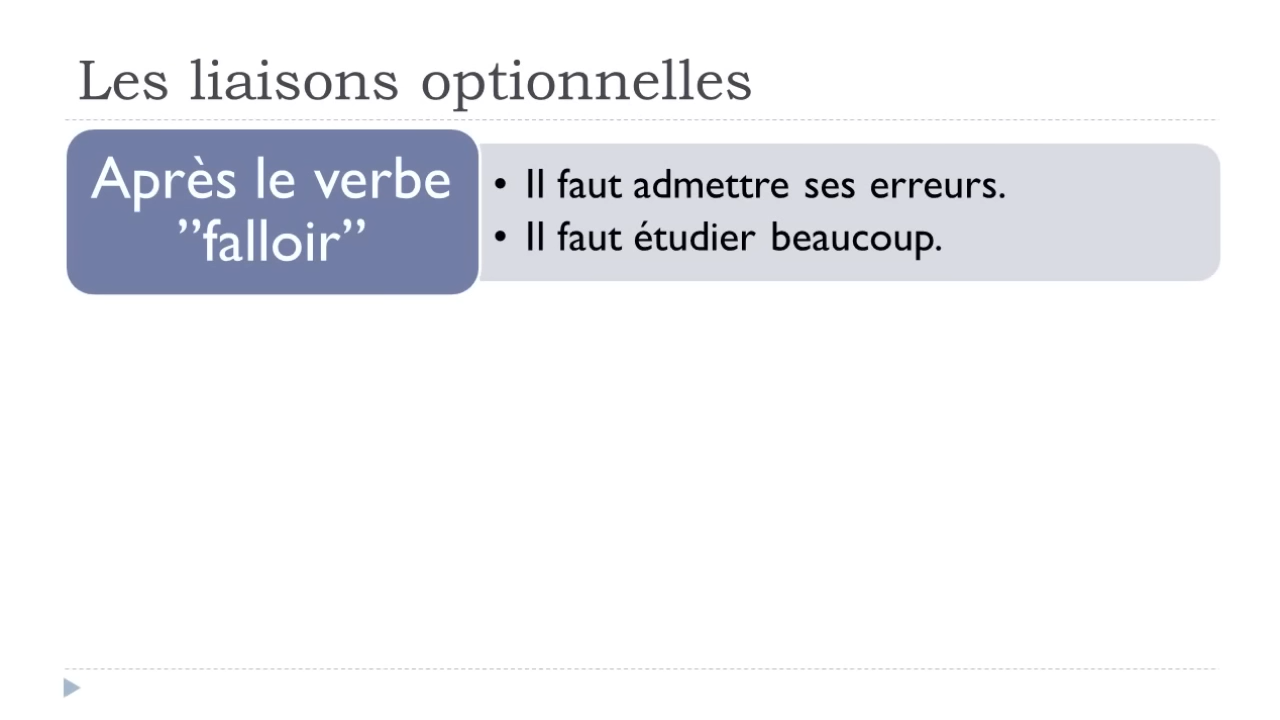 Les liaisons optionnelles
Après le verbe
”falloir”
• Il faut admettre ses erreurs.
• Il faut étudier beaucoup.